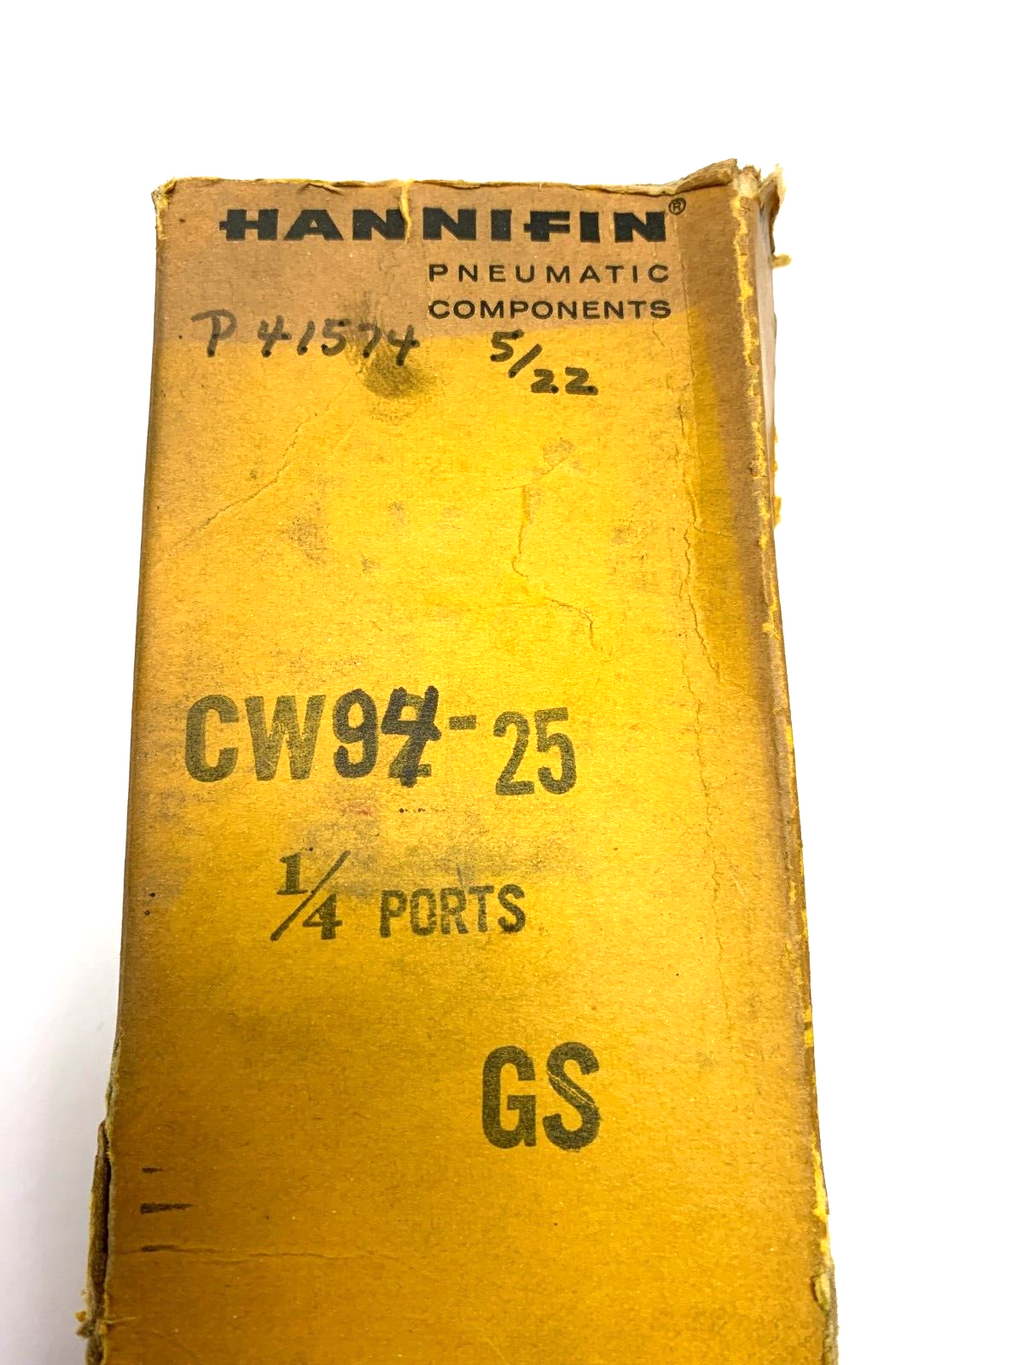 HANNIFIN®
PNEUMATIC
COMPONENTS
P 41574 5/22
CW94-25
1/4 PORTS
GS